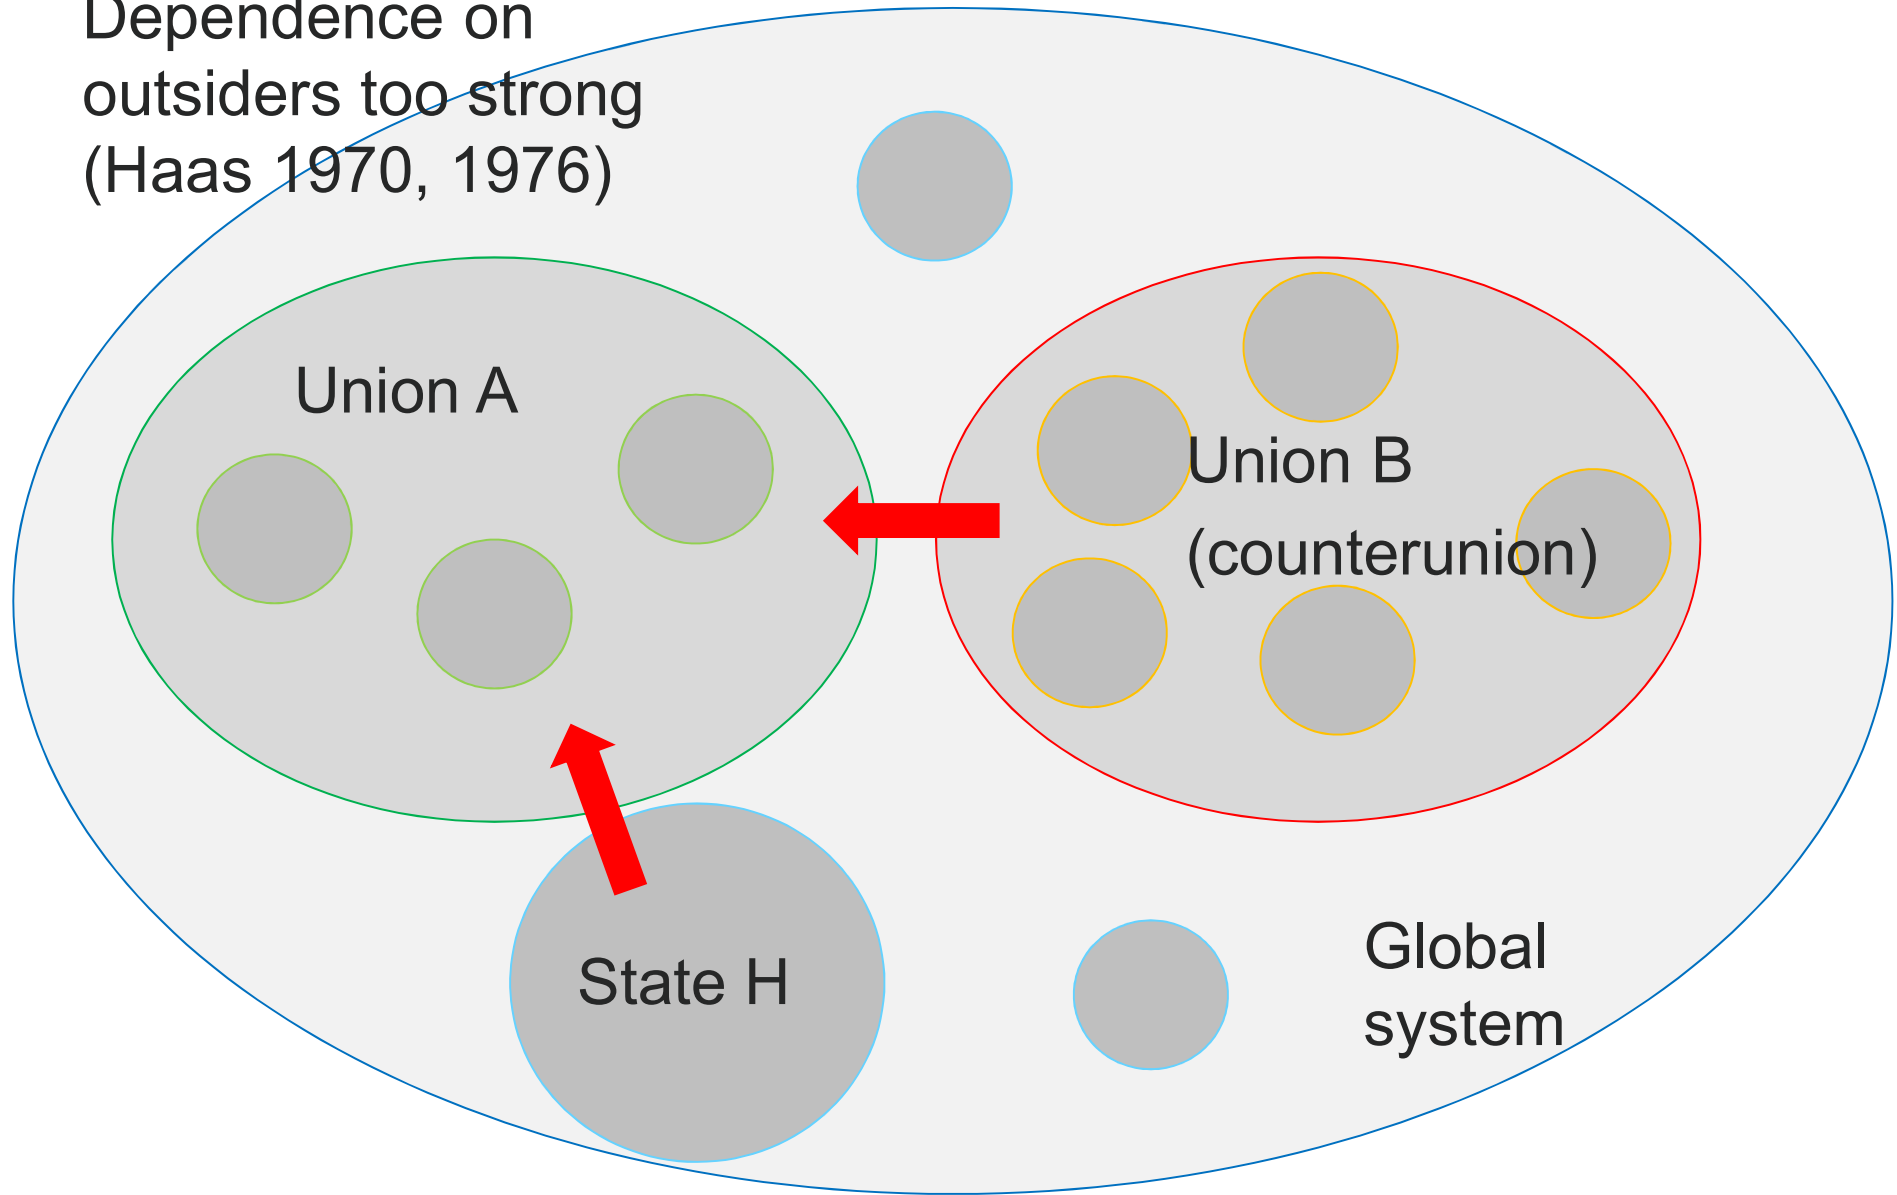 Dependence on
outsiders too strong
(Haas 1970, 1976)
Union A
Union B
(counterunion)
State H
Global
system